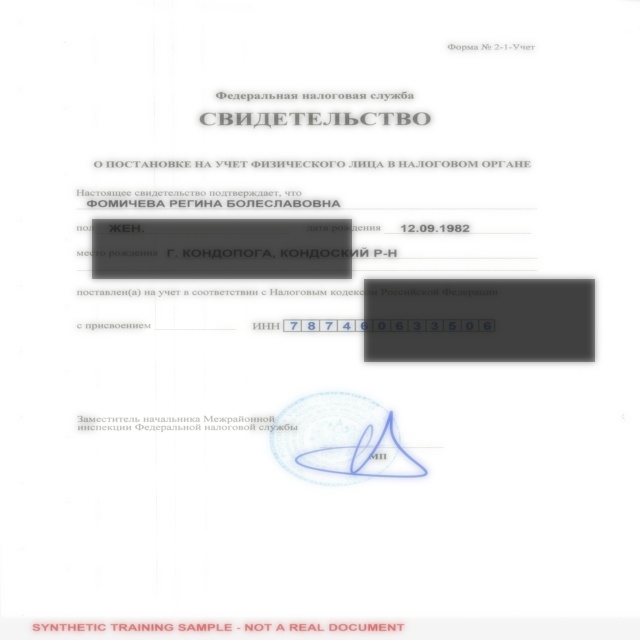 Форма № 2-1-Учет
Федеральная налоговая служба
СВИДЕТЕЛЬСТВО
О ПОСТАНОВКЕ НА УЧЕТ ФИЗИЧЕСКОГО ЛИЦА В НАЛОГОВОМ ОРГАНЕ
Настоящее свидетельство подтверждает, что
ФОМИЧЕВА РЕГИНА БОЛЕСЛАВОВНА
пол ЖЕН. дата рождения 12.09.1982
место рождения Г. КОНДОПОГА, КОНДОСКИЙ Р-Н
поставлен(а) на учет в соответствии с Налоговым кодексом Российской Федерации
с присвоением ИНН 787460633506
Заместитель начальника Межрайонной
инспекции Федеральной налоговой службы
МП
SYNTHETIC TRAINING SAMPLE - NOT A REAL DOCUMENT